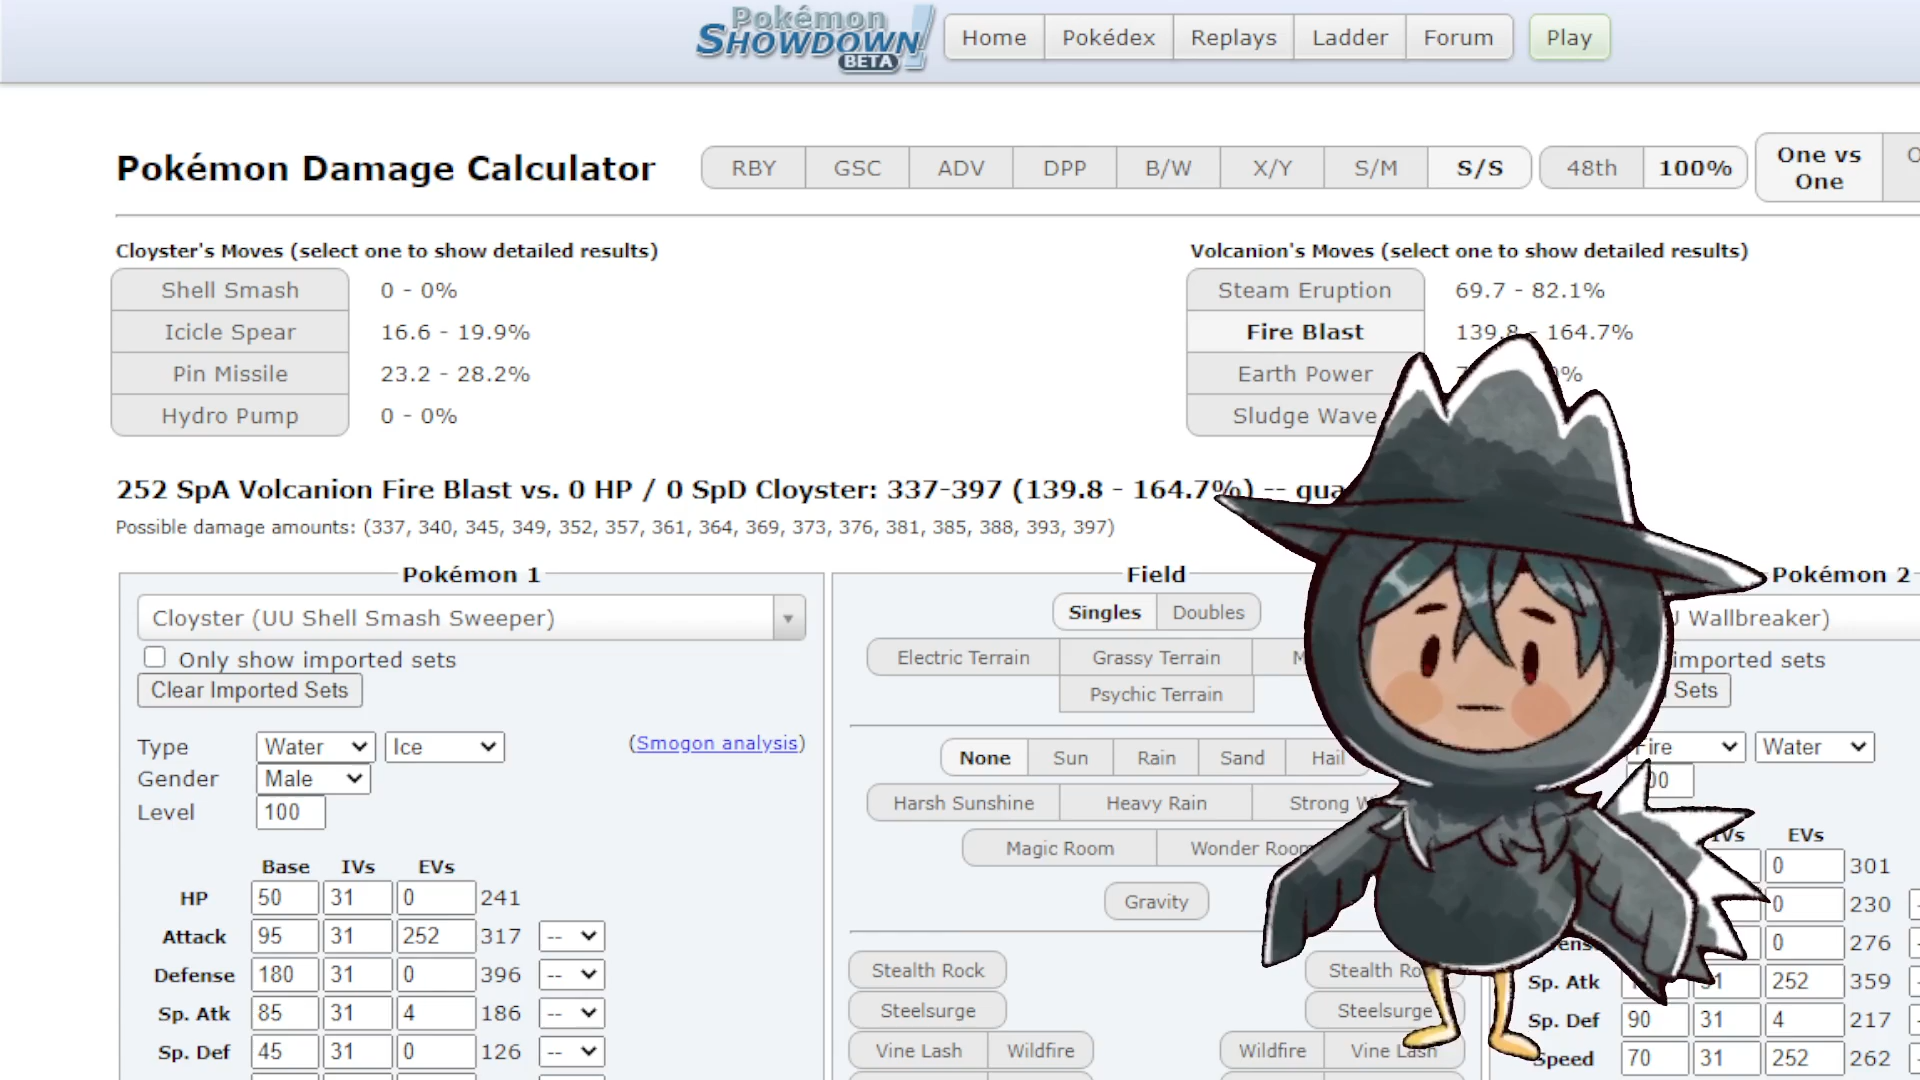 Pokémon
SHOWDOWN!
BETA
Home Pokédex Replays Ladder Forum Play
Pokémon Damage Calculator
RBY GSC ADV DPP B/W X/Y S/M S/S 48th 100% One vs One
Cloyster's Moves (select one to show detailed results)
Shell Smash 0 - 0%
Icicle Spear 16.6 - 19.9%
Pin Missile 23.2 - 28.2%
Hydro Pump 0 - 0%
Volcanion's Moves (select one to show detailed results)
Steam Eruption 69.7 - 82.1%
Fire Blast 139.8 - 164.7%
Earth Power
Sludge Wave
252 SpA Volcanion Fire Blast vs. 0 HP / 0 SpD Cloyster: 337-397 (139.8 - 164.7%) --
Possible damage amounts: (337, 340, 345, 349, 352, 357, 361, 364, 369, 373, 376, 381, 385, 388, 393, 397)
Pokémon 1
Cloyster (UU Shell Smash Sweeper)
Only show imported sets
Clear Imported Sets
Type Water Ice (Smogon analysis)
Gender Male
Level 100
Base IVs EVs
HP 50 31 0 241
Attack 95 31 252 317 --
Defense 180 31 0 396 --
Sp. Atk 85 31 4 186 --
Sp. Def 45 31 0 126 --
Field
Singles Doubles
Electric Terrain Grassy Terrain
Psychic Terrain
None Sun Rain Sand Hail
Harsh Sunshine Heavy Rain Strong
Magic Room Wonder Room
Gravity
Stealth Rock Stealth
Steelsurge Steelsurge
Vine Lash Wildfire Wildfire Vine Lash
Pokémon 2
Wallbreaker)
imported sets
Sets
Fire Water
IVs EVs
0 301
0 230
0 276
Sp. Atk 31 252 359
Sp. Def 90 31 4 217
Speed 70 31 252 262